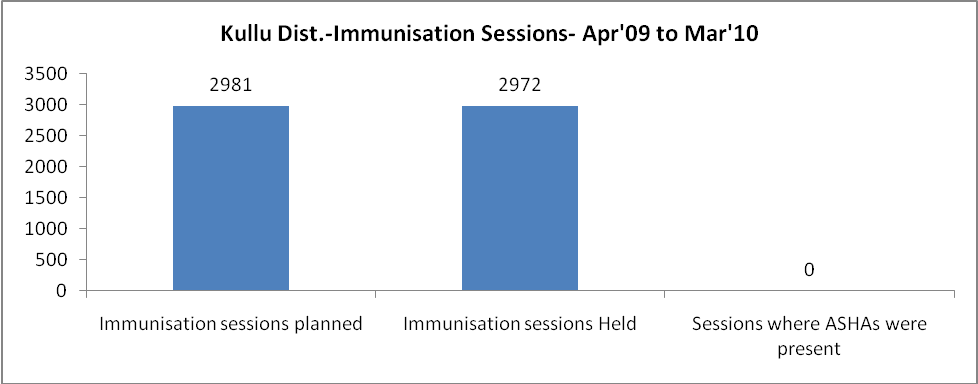 Kullu Dist.-Immunisation Sessions- Apr'09 to Mar'10
3500
3000
2500
2000
1500
1000
500
0
2981
2972
0
Immunisation sessions planned
Immunisation sessions Held
Sessions where ASHAs were
present